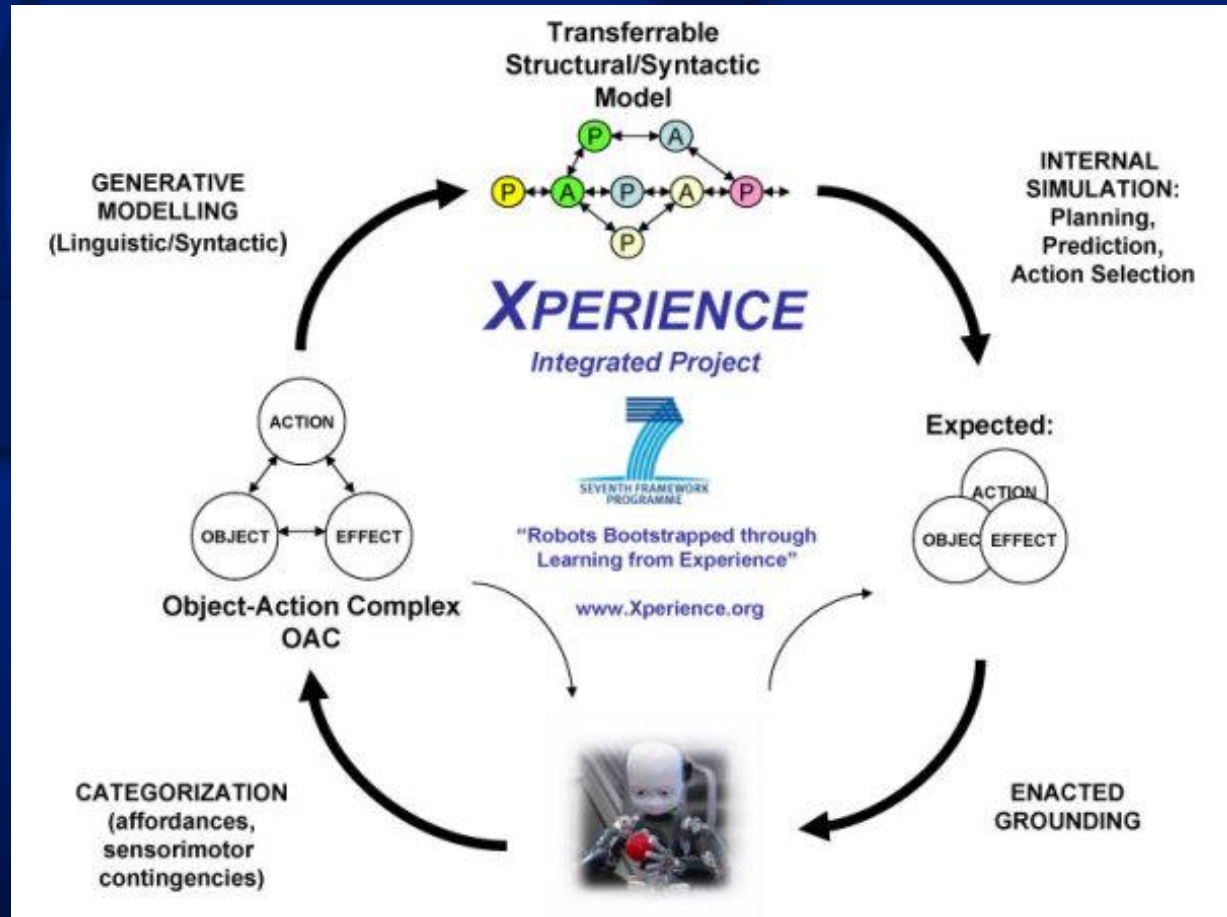 Transferrable
Structural/Syntactic
Model
P A
P A P A P
P
GENERATIVE
MODELLING
(Linguistic/Syntactic)
INTERNAL
SIMULATION:
Planning,
Prediction,
Action Selection
XPERIENCE
Integrated Project
SEVENTH FRAMEWORK
PROGRAMME
"Robots Bootstrapped through
Learning from Experience"
www.Xperience.org
ACTION
OBJECT EFFECT
Object-Action Complex
OAC
Expected:
ACTION
OBJEC EFFECT
CATEGORIZATION
(affordances,
sensorimotor
contingencies)
ENACTED
GROUNDING